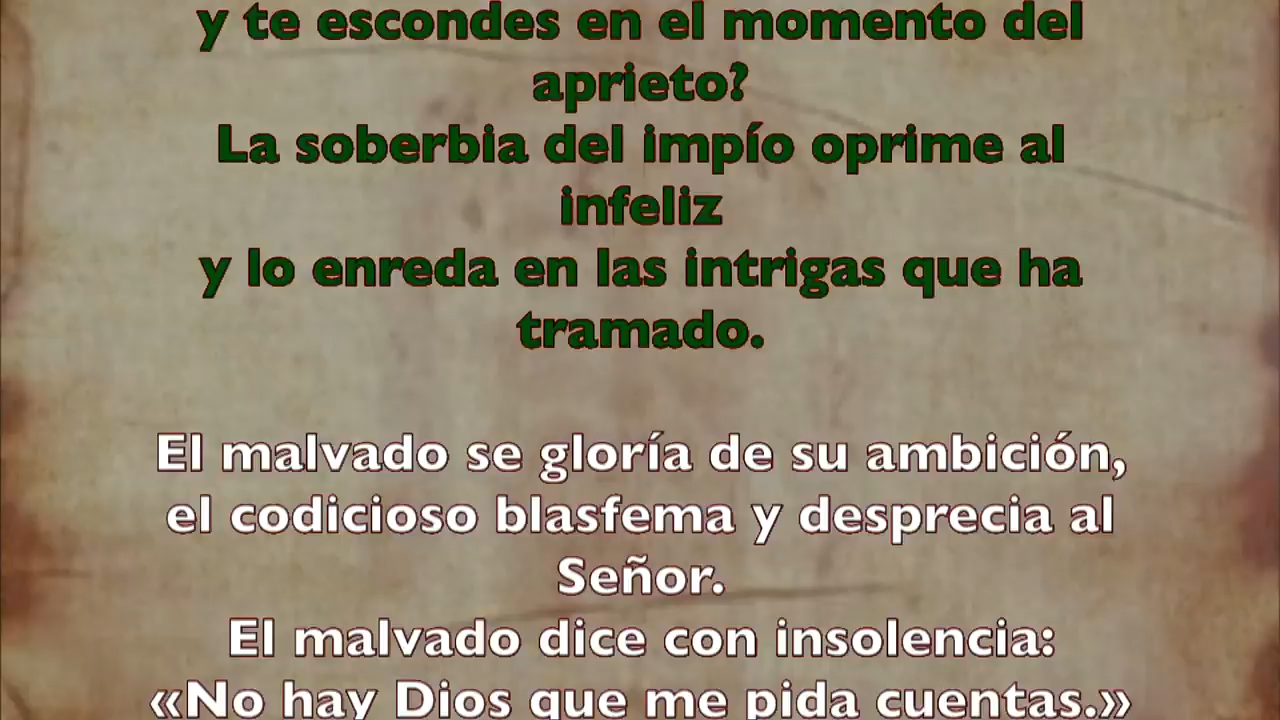 y te escondes en el momento del
aprieto?
La soberbia del impío oprime al
infeliz
y lo enreda en las intrigas que ha
tramado.
El malvado se gloría de su ambición,
el codicioso blasfema y desprecia al
Señor.
El malvado dice con insolencia:
«No hay Dios que me pida cuentas.»